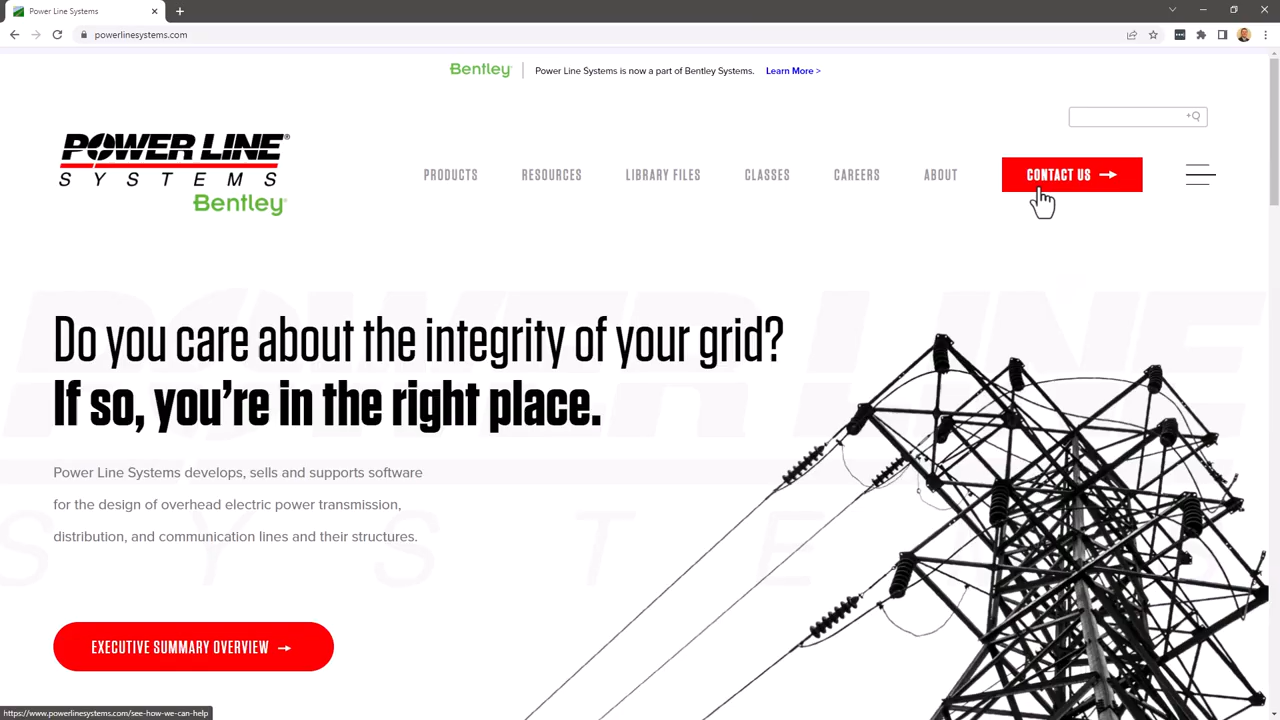 Power Line Systems
powerlinesystems.com
Bentley
Power Line Systems is now a part of Bentley Systems. Learn More >
POWER LINE
SYSTEMS
Bentley
PRODUCTS
RESOURCES
LIBRARY FILES
CLASSES
CAREERS
ABOUT
CONTACT US
POWER LINE
SYSTEMS
Do you care about the integrity of your grid?
If so, you're in the right place.
Power Line Systems develops, sells and supports software
for the design of overhead electric power transmission,
distribution, and communication lines and their structures.
EXECUTIVE SUMMARY OVERVIEW
https://www.powerlinesystems.com/see-how-we-can-help